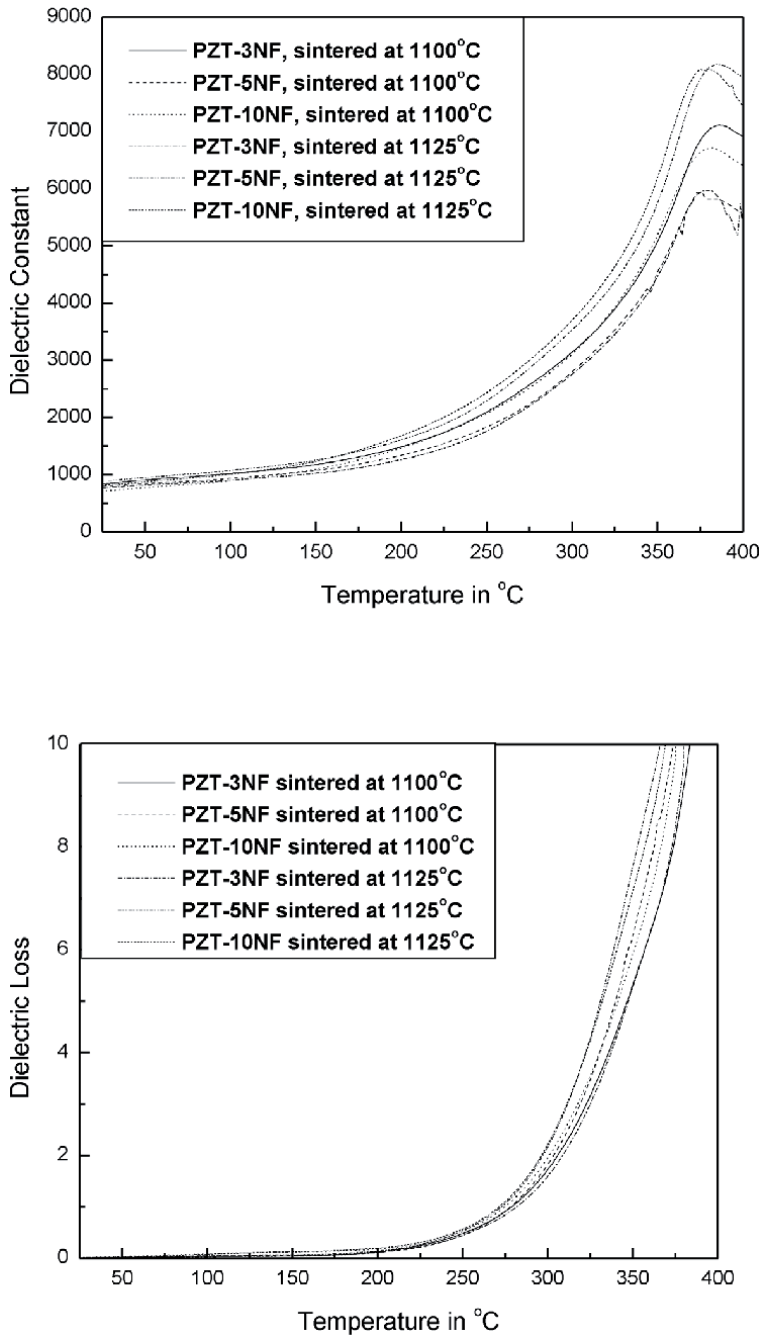 9000
8000
7000
6000
5000
4000
3000
2000
1000
0
Dielectric Constant
PZT-3NF, sintered at 1100°C
PZT-5NF, sintered at 1100°C
PZT-10NF, sintered at 1100°C
PZT-3NF, sintered at 1125°C
PZT-5NF, sintered at 1125°C
PZT-10NF, sintered at 1125°C
50 100 150 200 250 300 350 400
Temperature in °C
10
8
6
4
2
0
Dielectric Loss
PZT-3NF sintered at 1100°C
PZT-5NF sintered at 1100°C
PZT-10NF sintered at 1100°C
PZT-3NF sintered at 1125°C
PZT-5NF sintered at 1125°C
PZT-10NF sintered at 1125°C
50 100 150 200 250 300 350 400
Temperature in °C